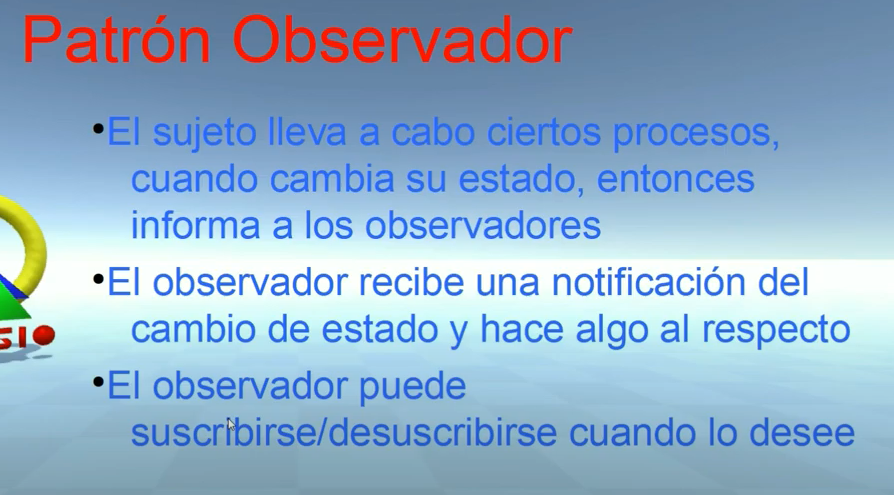 Patrón Observador
•El sujeto lleva a cabo ciertos procesos,
cuando cambia su estado, entonces
informa a los observadores
•El observador recibe una notificación del
cambio de estado y hace algo al respecto
•El observador puede
suscribirse/desuscribirse cuando lo desee